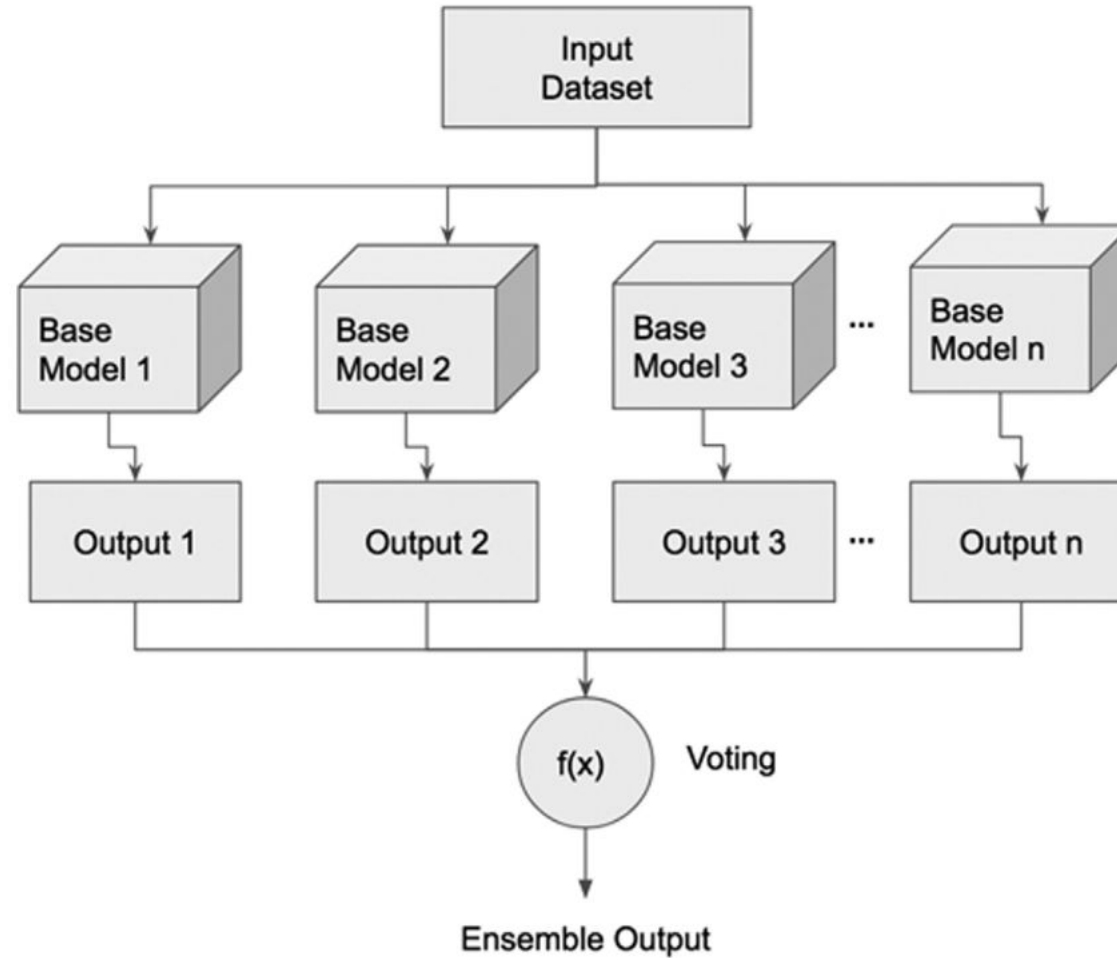 Input
Dataset
Base
Model 1
Base
Model 2
Base
Model 3
...
Base
Model n
Output 1
Output 2
Output 3
...
Output n
f(x)
Voting
Ensemble Output